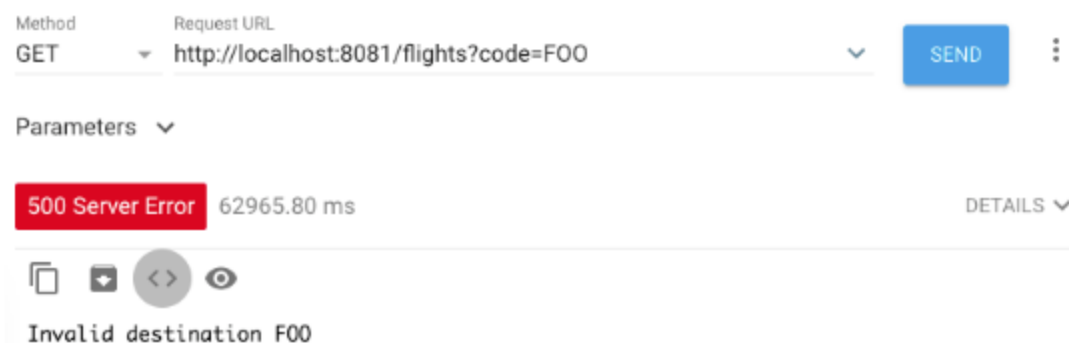 Method Request URL
GET http://localhost:8081/flights?code=FOO SEND
Parameters
500 Server Error 62965.80 ms DETAILS
Invalid destination FOO